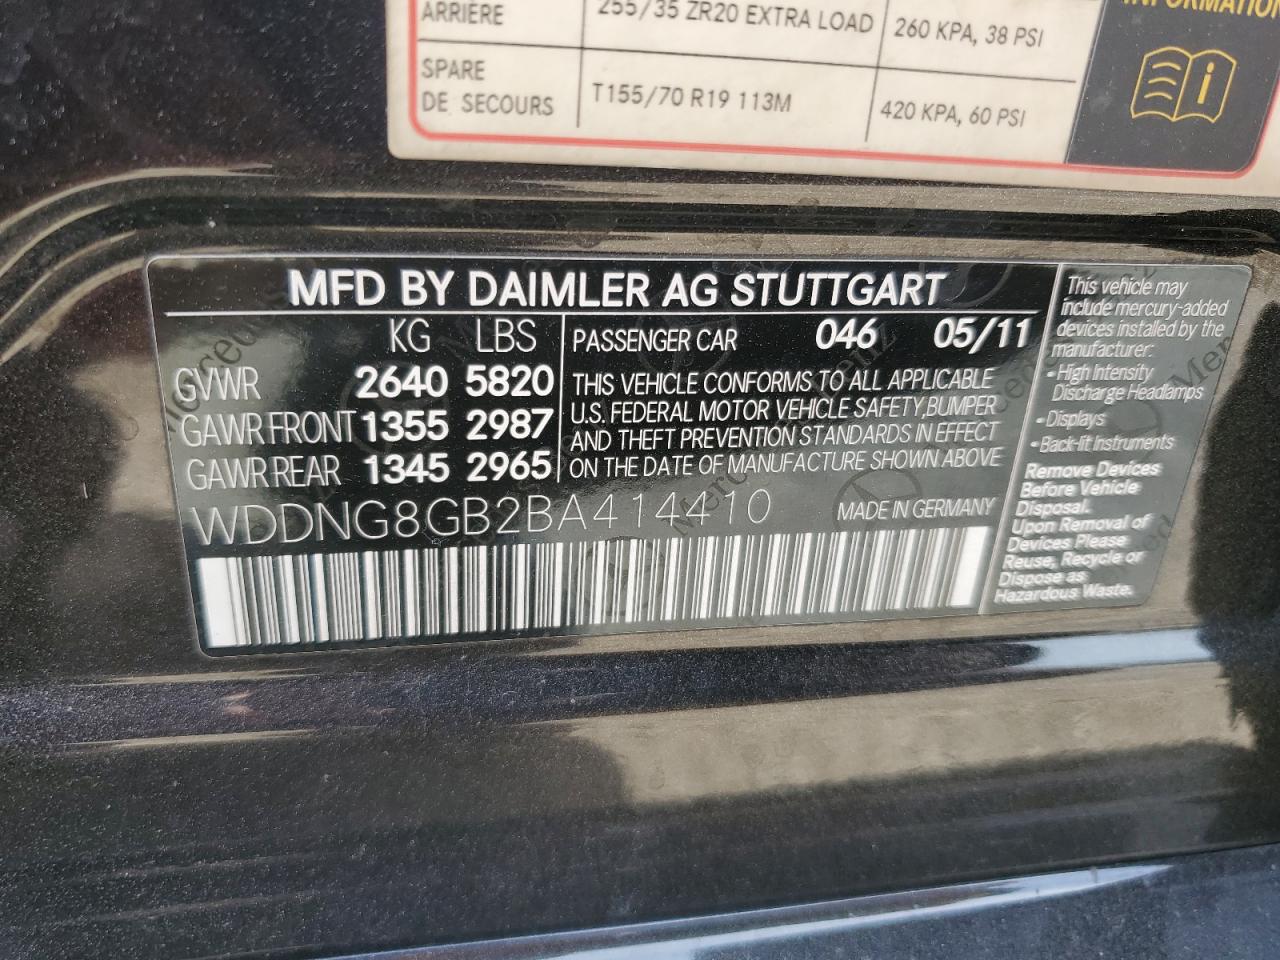 ARRIÈRE 255/35 ZR20 EXTRA LOAD 260 KPA, 38 PSI
SPARE
DE SECOURS T155/70 R19 113M 420 KPA, 60 PSI
INFORMATION
MFD BY DAIMLER AG STUTTGART
KG LBS
GVWR 2640 5820
GAWR FRONT 1355 2987
GAWR REAR 1345 2965
PASSENGER CAR 046 05/11
THIS VEHICLE CONFORMS TO ALL APPLICABLE
U.S. FEDERAL MOTOR VEHICLE SAFETY,BUMPER
AND THEFT PREVENTION STANDARDS IN EFFECT
ON THE DATE OF MANUFACTURE SHOWN ABOVE
WDDNG8GB2BA414410 MADE IN GERMANY
This vehicle may
include mercury-added
devices installed by the
manufacturer:
• High Intensity
Discharge Headlamps
• Displays
• Back-lit Instruments
Remove Devices
Before Vehicle
Disposal.
Upon Removal of
Devices Please
Reuse, Recycle or
Dispose as
Hazardous Waste.